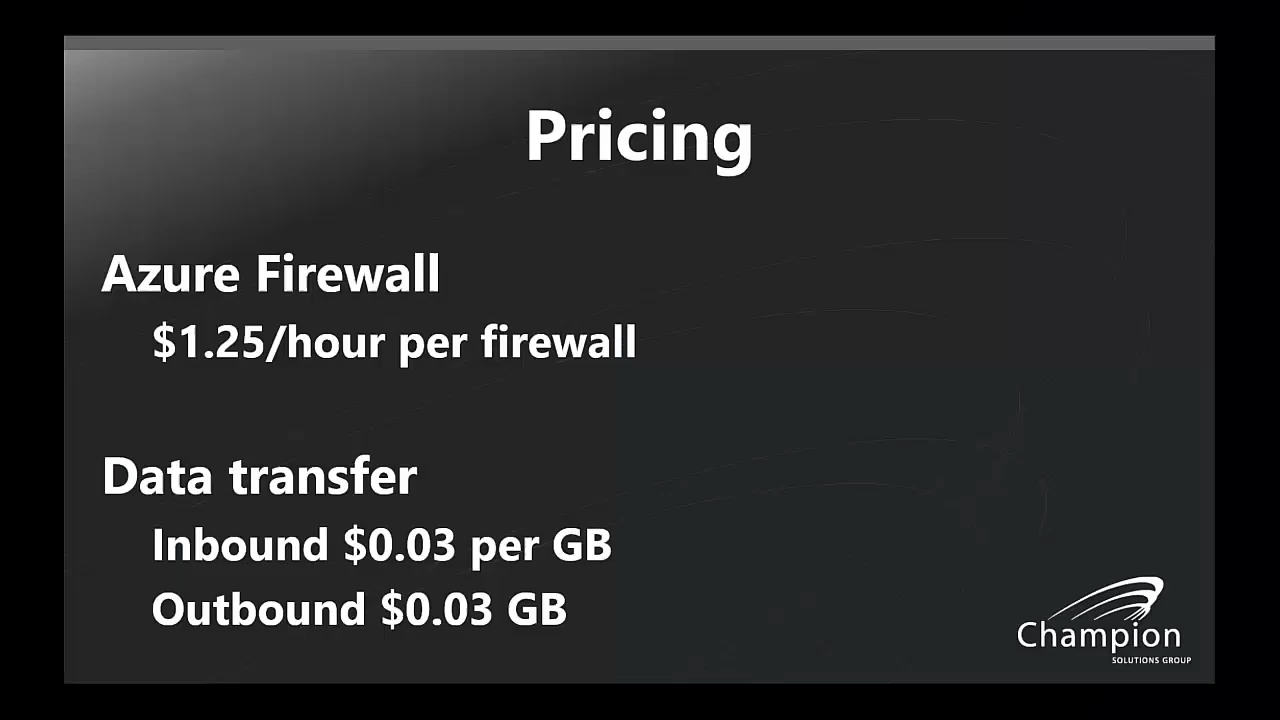 Pricing
Azure Firewall
$1.25/hour per firewall
Data transfer
Inbound $0.03 per GB
Outbound $0.03 GB
Champion
SOLUTIONS GROUP